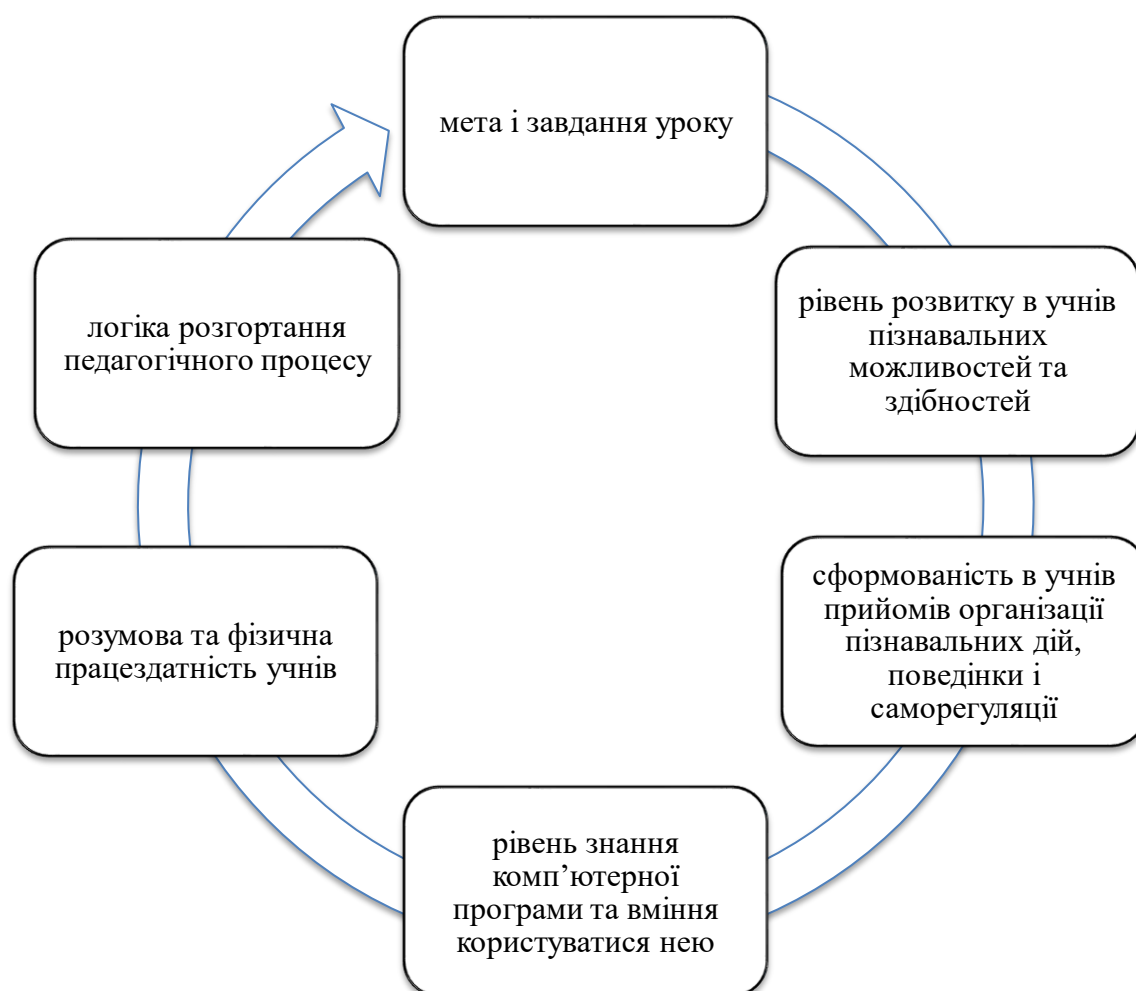 мета і завдання уроку
рівень розвитку в учнів
пізнавальних
можливостей та
здібностей
сформованість в учнів
прийомів організації
пізнавальних дій,
поведінки і
саморегуляції
рівень знання
комп’ютерної
програми та вміння
користуватися нею
розумова та фізична
працездатність учнів
логіка розгортання
педагогічного процесу